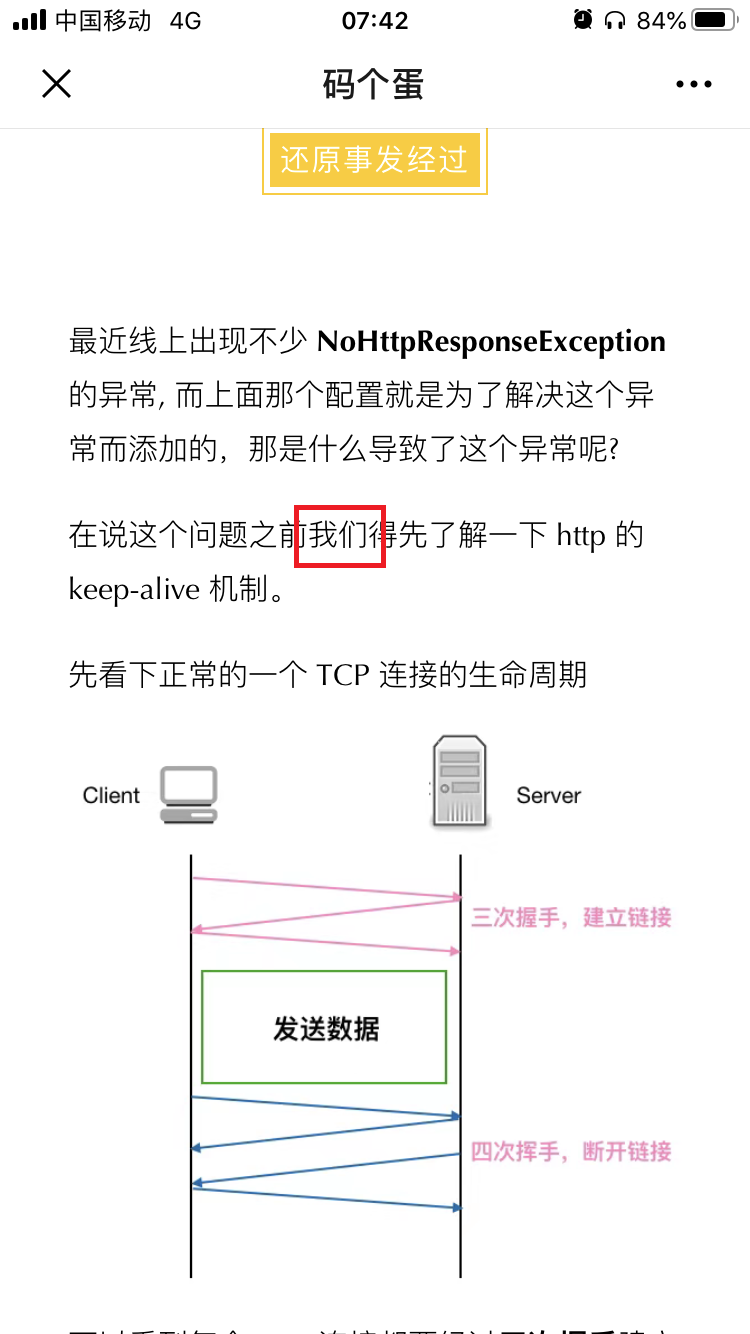 中国移动 4G 07:42 84%
码个蛋
还原事发经过
最近线上出现不少 NoHttpResponseException
的异常, 而上面那个配置就是为了解决这个异
常而添加的，那是什么导致了这个异常呢?
在说这个问题之前我们得先了解一下 http 的
keep-alive 机制。
先看下正常的一个 TCP 连接的生命周期
Client
Server
三次握手，建立链接
发送数据
四次挥手，断开链接